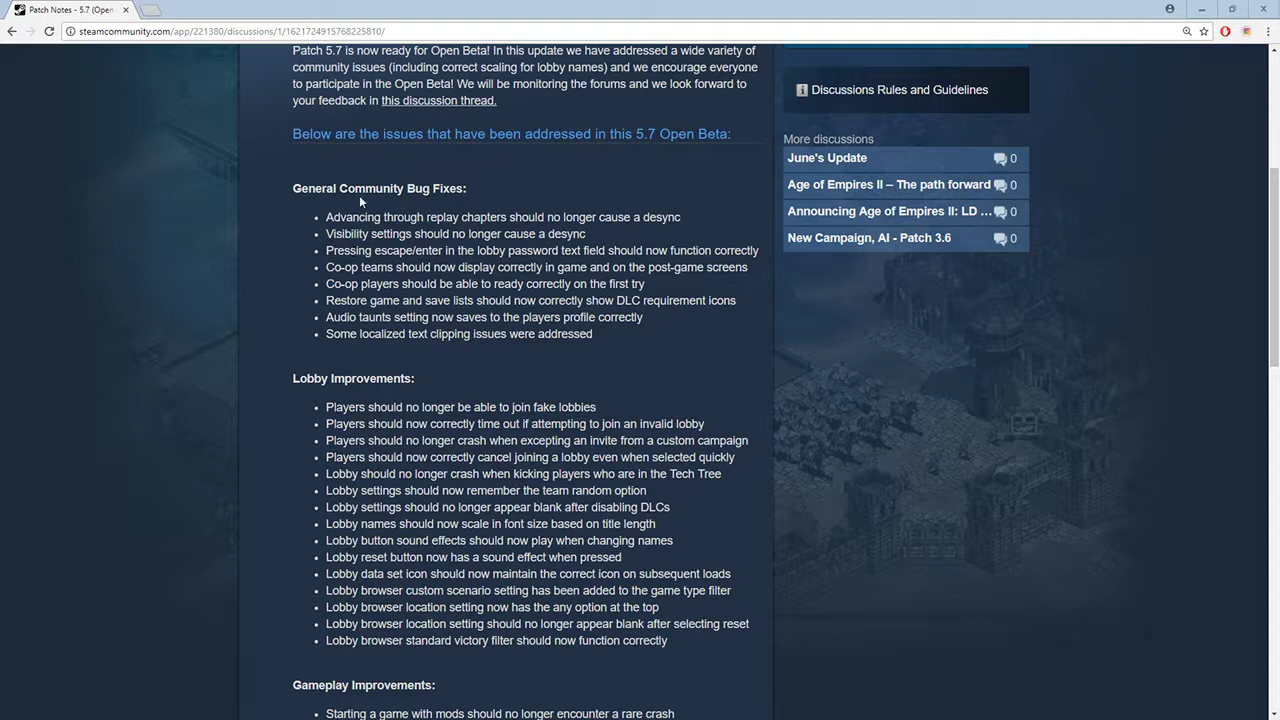 Patch Notes - 5.7 (Open
steamcommunity.com/app/221380/discussions/1/1621724915768225810/
Patch 5.7 is now ready for Open Beta! In this update we have addressed a wide variety of
community issues (including correct scaling for lobby names) and we encourage everyone
to participate in the Open Beta! We will be monitoring the forums and we look forward to
your feedback in this discussion thread.
Below are the issues that have been addressed in this 5.7 Open Beta:
General Community Bug Fixes:
• Advancing through replay chapters should no longer cause a desync
• Visibility settings should no longer cause a desync
• Pressing escape/enter in the lobby password text field should now function correctly
• Co-op teams should now display correctly in game and on the post-game screens
• Co-op players should be able to ready correctly on the first try
• Restore game and save lists should now correctly show DLC requirement icons
• Audio taunts setting now saves to the players profile correctly
• Some localized text clipping issues were addressed
Lobby Improvements:
• Players should no longer be able to join fake lobbies
• Players should now correctly time out if attempting to join an invalid lobby
• Players should no longer crash when excepting an invite from a custom campaign
• Players should now correctly cancel joining a lobby even when selected quickly
• Lobby should no longer crash when kicking players who are in the Tech Tree
• Lobby settings should now remember the team random option
• Lobby settings should no longer appear blank after disabling DLCs
• Lobby names should now scale in font size based on title length
• Lobby button sound effects should now play when changing names
• Lobby reset button now has a sound effect when pressed
• Lobby data set icon should now maintain the correct icon on subsequent loads
• Lobby browser custom scenario setting has been added to the game type filter
• Lobby browser location setting now has the any option at the top
• Lobby browser location setting should no longer appear blank after selecting reset
• Lobby browser standard victory filter should now function correctly
Gameplay Improvements:
• Starting a game with mods should no longer encounter a rare crash
Discussions Rules and Guidelines
More discussions
June's Update 0
Age of Empires II – The path forward 0
Announcing Age of Empires II: LD ... 0
New Campaign, AI - Patch 3.6 0